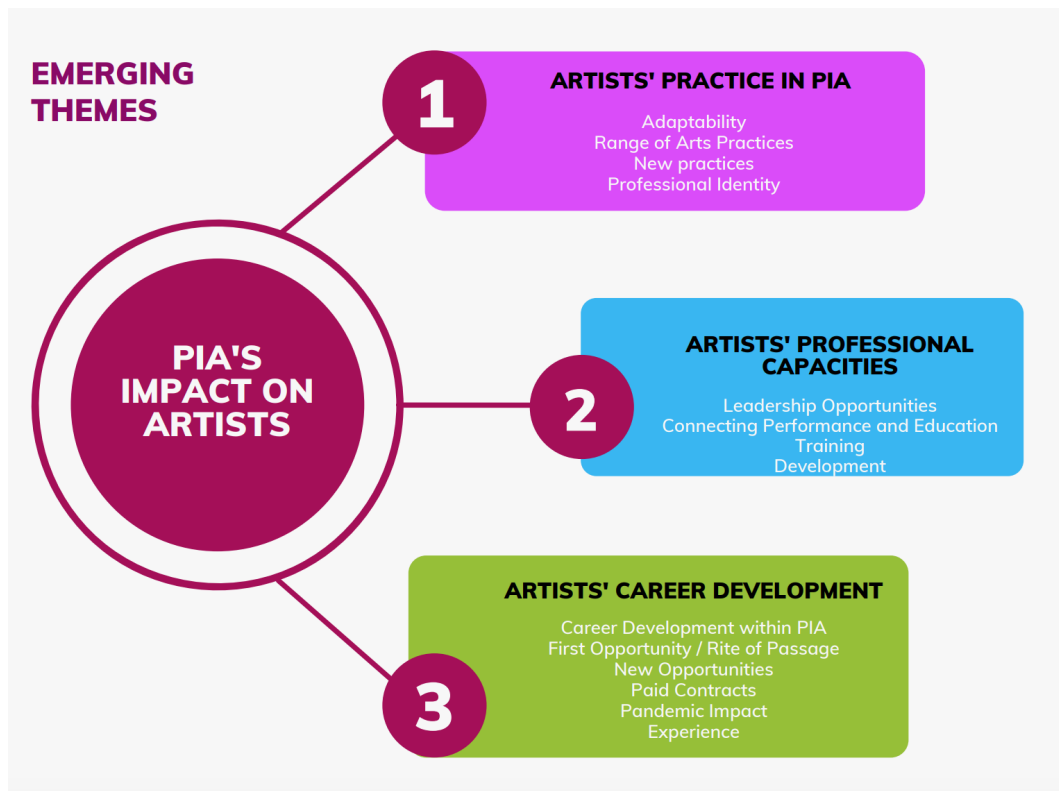 EMERGING
THEMES
PIA'S
IMPACT ON
ARTISTS
1
ARTISTS' PRACTICE IN PIA
Adaptability
Range of Arts Practices
New practices
Professional Identity
2
ARTISTS' PROFESSIONAL
CAPACITIES
Leadership Opportunities
Connecting Performance and Education
Training
Development
3
ARTISTS' CAREER DEVELOPMENT
Career Development within PIA
First Opportunity / Rite of Passage
New Opportunities
Paid Contracts
Pandemic Impact
Experience